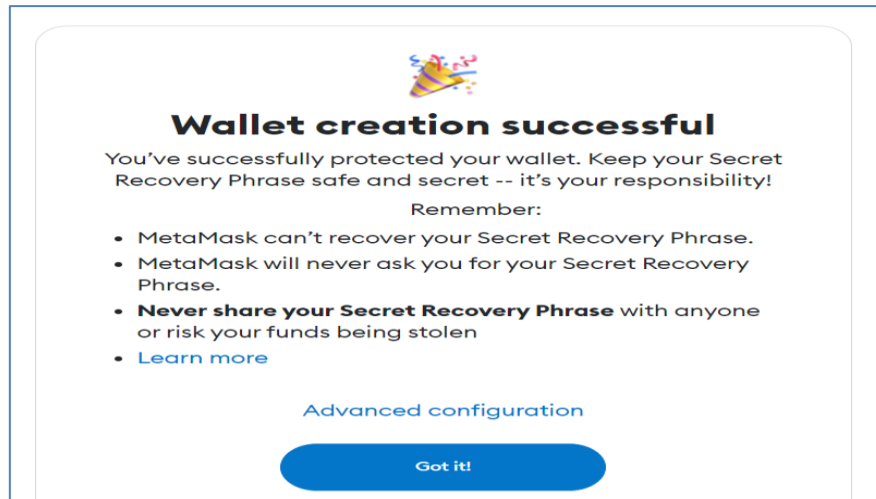 Wallet creation successful
You've successfully protected your wallet. Keep your Secret
Recovery Phrase safe and secret -- it's your responsibility!
Remember:
• MetaMask can't recover your Secret Recovery Phrase.
• MetaMask will never ask you for your Secret Recovery
Phrase.
• Never share your Secret Recovery Phrase with anyone
or risk your funds being stolen
• Learn more
Advanced configuration
Got it!